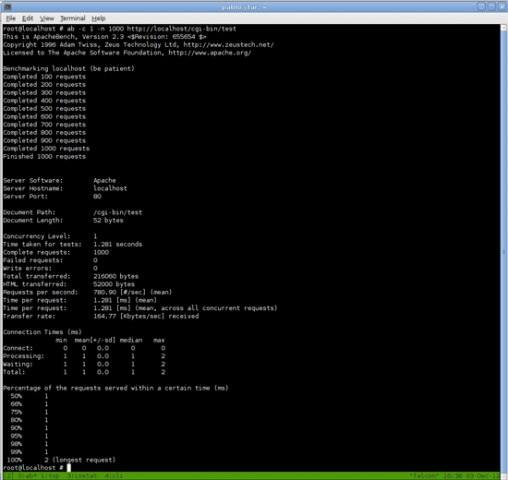 pablo star : ~
File Edit View Terminal Help
root@localhost # ab -c 1 -n 1000 http://localhost/cgi-bin/test
This is ApacheBench, Version 2.3 <$Revision: 655654 $>
Copyright 1996 Adam Twiss, Zeus Technology Ltd, http://www.zeustech.net/
Licensed to The Apache Software Foundation, http://www.apache.org/
Benchmarking localhost (be patient)
Completed 100 requests
Completed 200 requests
Completed 300 requests
Completed 400 requests
Completed 500 requests
Completed 600 requests
Completed 700 requests
Completed 800 requests
Completed 900 requests
Completed 1000 requests
Finished 1000 requests
Server Software: Apache
Server Hostname: localhost
Server Port: 80
Document Path: /cgi-bin/test
Document Length: 52 bytes
Concurrency Level: 1
Time taken for tests: 1.281 seconds
Complete requests: 1000
Failed requests: 0
Write errors: 0
Total transferred: 216060 bytes
HTML transferred: 52000 bytes
Requests per second: 780.90 [#/sec] (mean)
Time per request: 1.281 [ms] (mean)
Time per request: 1.281 [ms] (mean, across all concurrent requests)
Transfer rate: 164.77 [Kbytes/sec] received
Connection Times (ms)
min mean[+/-sd] median max
Connect: 0 0 0.0 0 0
Processing: 1 1 0.0 1 2
Waiting: 1 1 0.0 1 2
Total: 1 1 0.0 1 2
Percentage of the requests served within a certain time (ms)
50% 1
66% 1
75% 1
80% 1
90% 1
95% 1
98% 1
99% 1
100% 2 (longest request)
root@localhost #